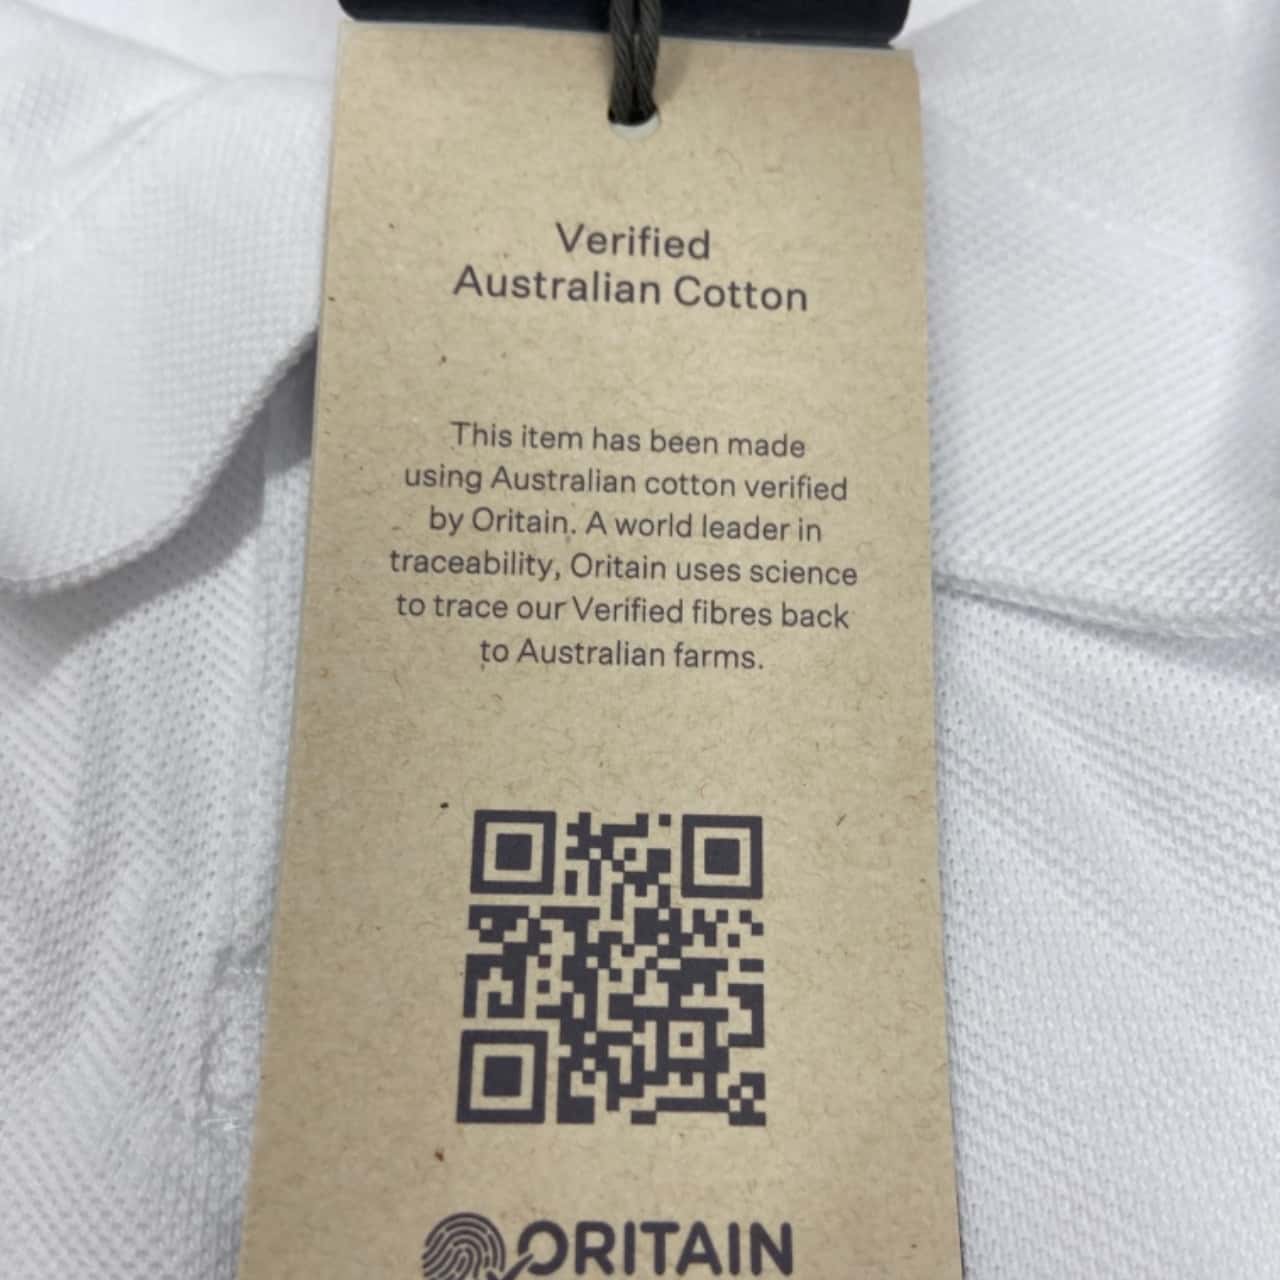 Verified
Australian Cotton
This item has been made
using Australian cotton verified
by Oritain. A world leader in
traceability, Oritain uses science
to trace our Verified fibres back
to Australian farms.
ORITAIN